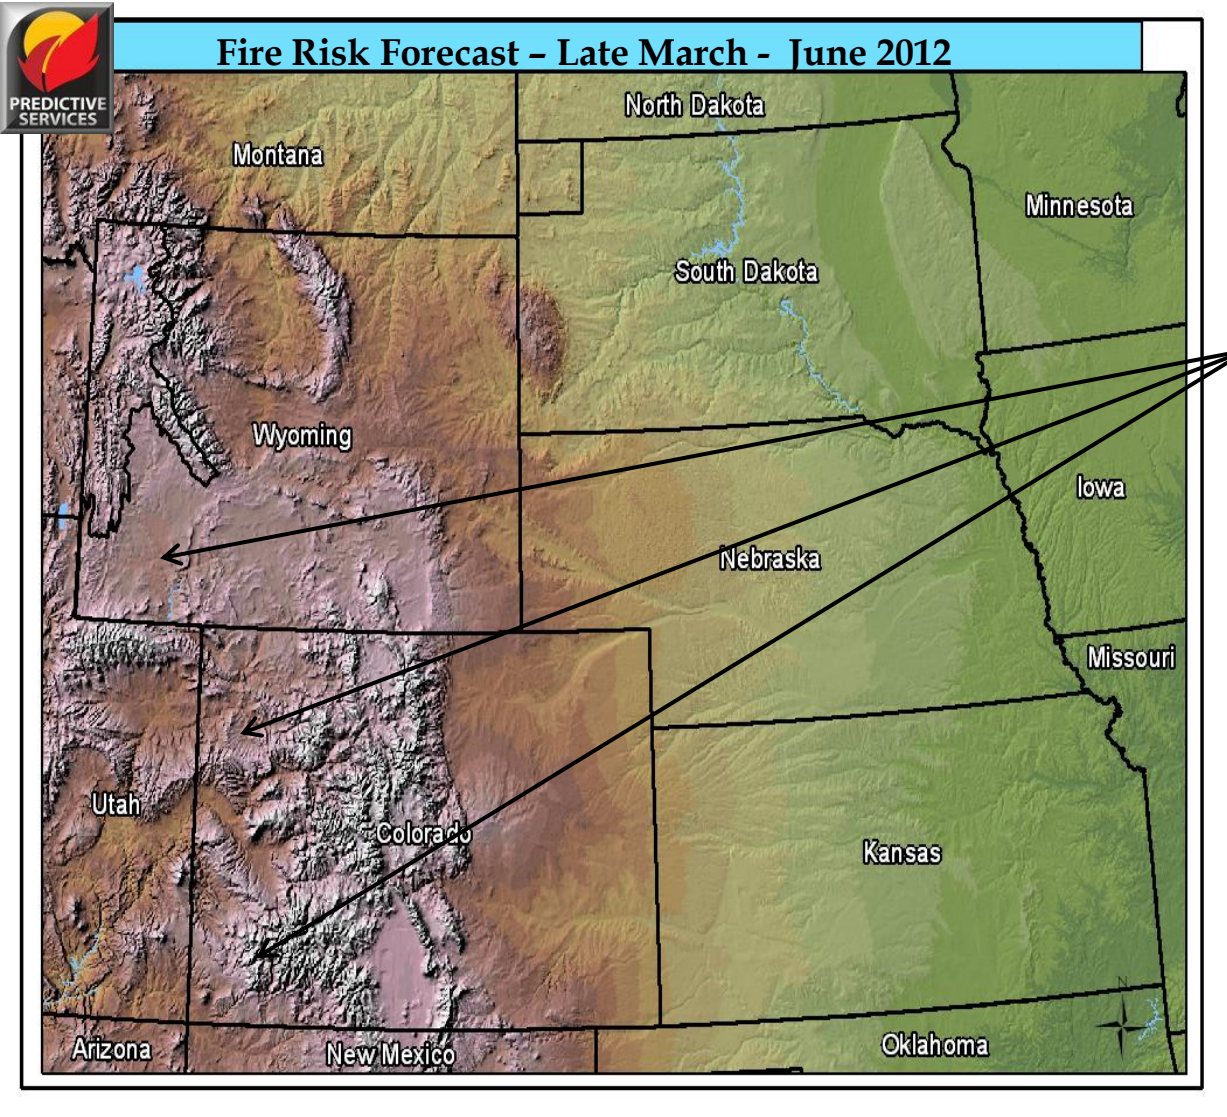 Fire Risk Forecast – Late March - June 2012
PREDICTIVE
SERVICES
North Dakota
Montana
Minnesota
South Dakota
Wyoming
Iowa
Nebraska
Missouri
Utah
Colorado
Kansas
N
Arizona
New Mexico
Oklahoma